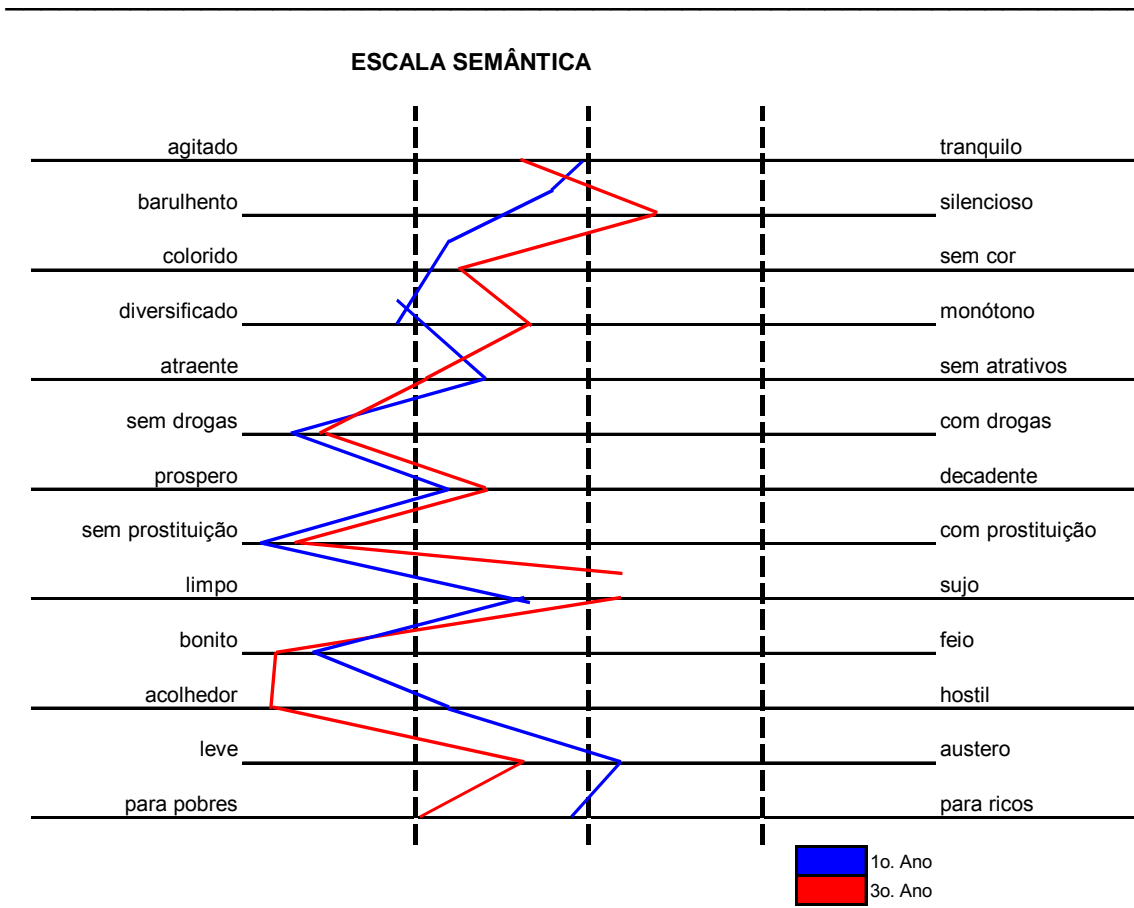 ESCALA SEMÂNTICA
agitado tranquilo
barulhento silencioso
colorido sem cor
diversificado monótono
atraente sem atrativos
sem drogas com drogas
prospero decadente
sem prostituição com prostituição
limpo sujo
bonito feio
acolhedor hostil
leve austero
para pobres para ricos
1o. Ano
3o. Ano